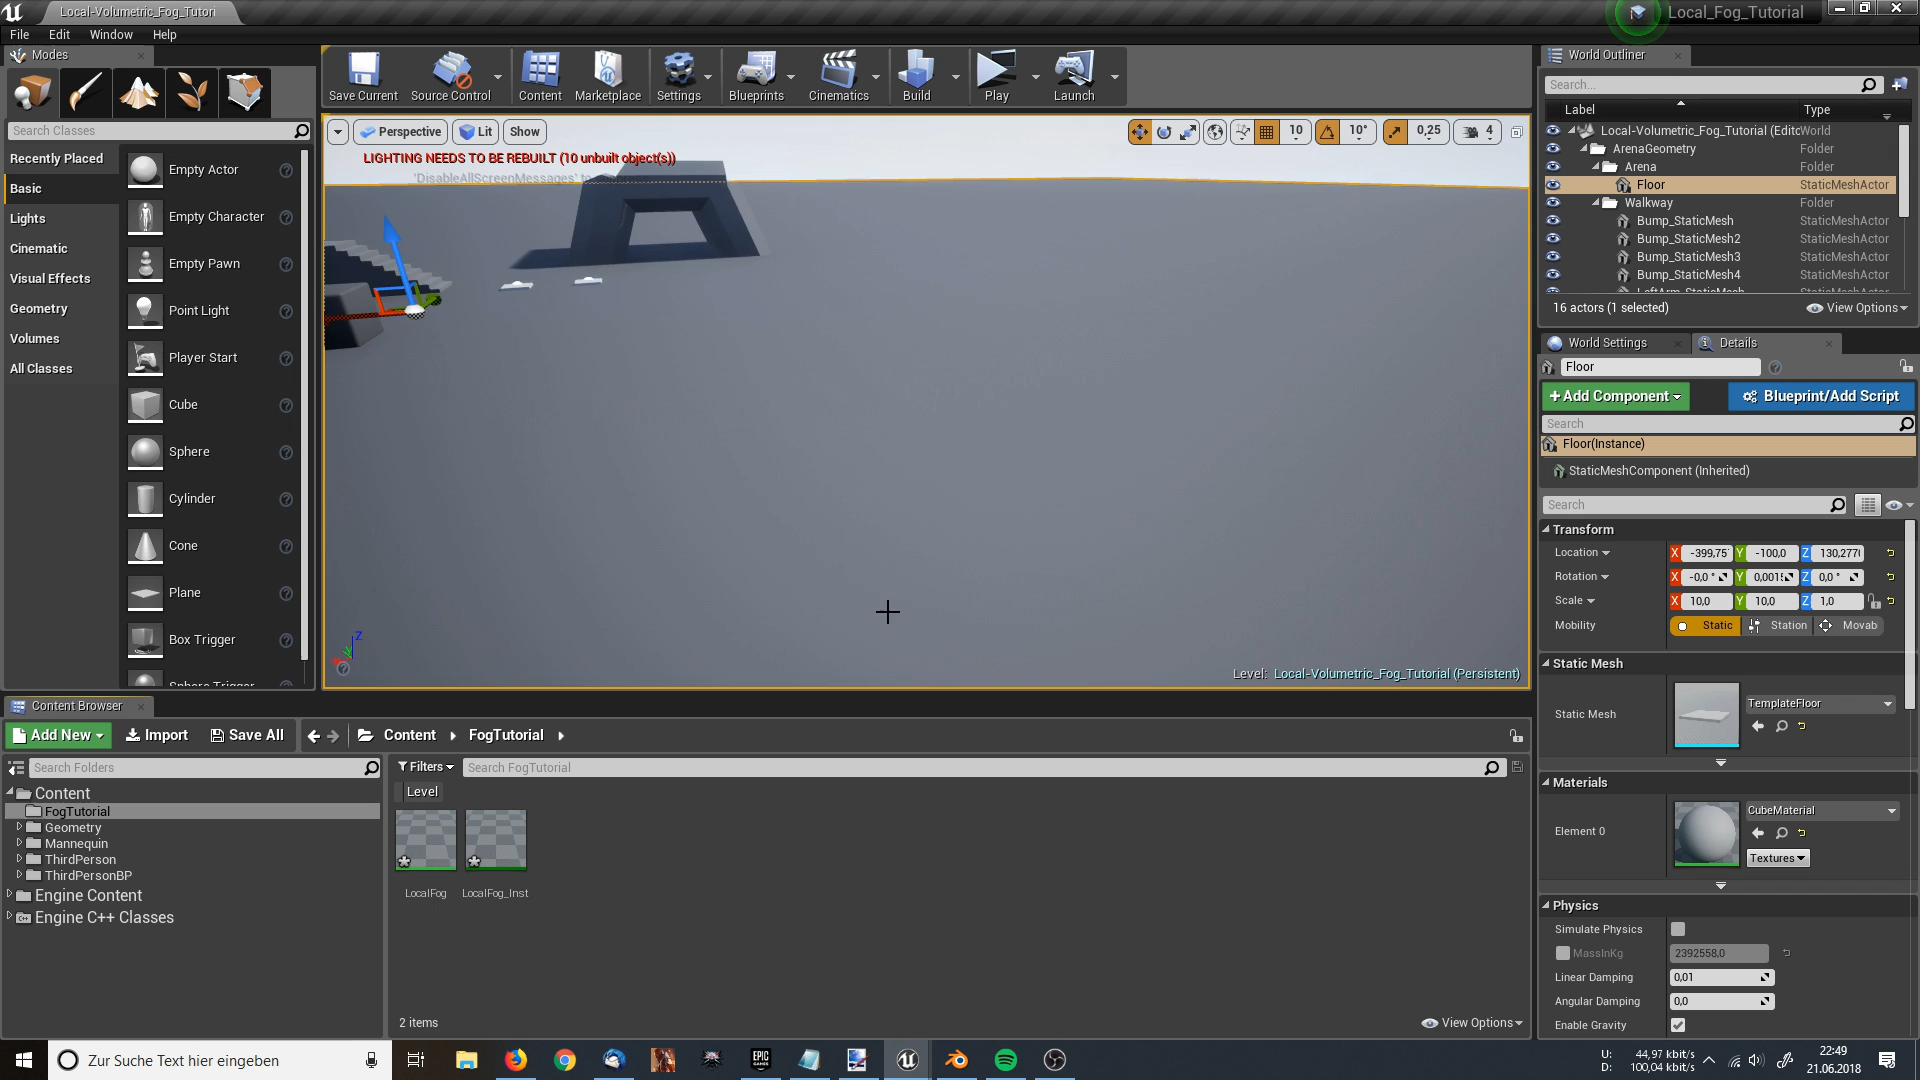 Local-Volumetric_Fog_Tutori
Local_Fog_Tutorial
File
Edit
Window
Help
Modes
Save Current
Source Control
Content
Marketplace
Settings
Blueprints
Cinematics
Build
Play
Launch
Search Classes
Recently Placed
Basic
Lights
Cinematic
Visual Effects
Geometry
Volumes
All Classes
Empty Actor
Empty Character
Empty Pawn
Point Light
Player Start
Cube
Sphere
Cylinder
Cone
Plane
Box Trigger
Sphere Trigger
Perspective
Lit
Show
10
10°
0,25
4
LIGHTING NEEDS TO BE REBUILT (10 unbuilt object(s))
'DisableAllScreenMessages' to
Z
Level: Local-Volumetric_Fog_Tutorial (Persistent)
World Outliner
Search...
Label
Type
Local-Volumetric_Fog_Tutorial (Editc World
ArenaGeometry Folder
Arena Folder
Floor StaticMeshActor
Walkway Folder
Bump_StaticMesh StaticMeshActor
Bump_StaticMesh2 StaticMeshActor
Bump_StaticMesh3 StaticMeshActor
Bump_StaticMesh4 StaticMeshActor
LeftArm_StaticMesh StaticMeshActor
16 actors (1 selected)
View Options
World Settings
Details
Floor
+Add Component
Blueprint/Add Script
Search
Floor(Instance)
StaticMeshComponent (Inherited)
Search
Transform
Location X -399,75 Y -100,0 Z 130,277
Rotation X -0,0 ° Y 0,001 Z 0,0 °
Scale X 10,0 Y 10,0 Z 1,0
Mobility Static Station Movab
Static Mesh
Static Mesh TemplateFloor
Materials
Element 0 CubeMaterial
Textures
Physics
Simulate Physics
MassInKg 2392558,0
Linear Damping 0,01
Angular Damping 0,0
Enable Gravity
Content Browser
Add New
Import
Save All
Content
FogTutorial
Search Folders
Filters
Search FogTutorial
Level
Content
FogTutorial
Geometry
Mannequin
ThirdPerson
ThirdPersonBP
Engine Content
Engine C++ Classes
LocalFog
LocalFog_Inst
2 items
View Options
Zur Suche Text hier eingeben
EPIC GAMES
U: 44,97 kbit/s
D: 100,04 kbit/s
22:49
21.06.2018